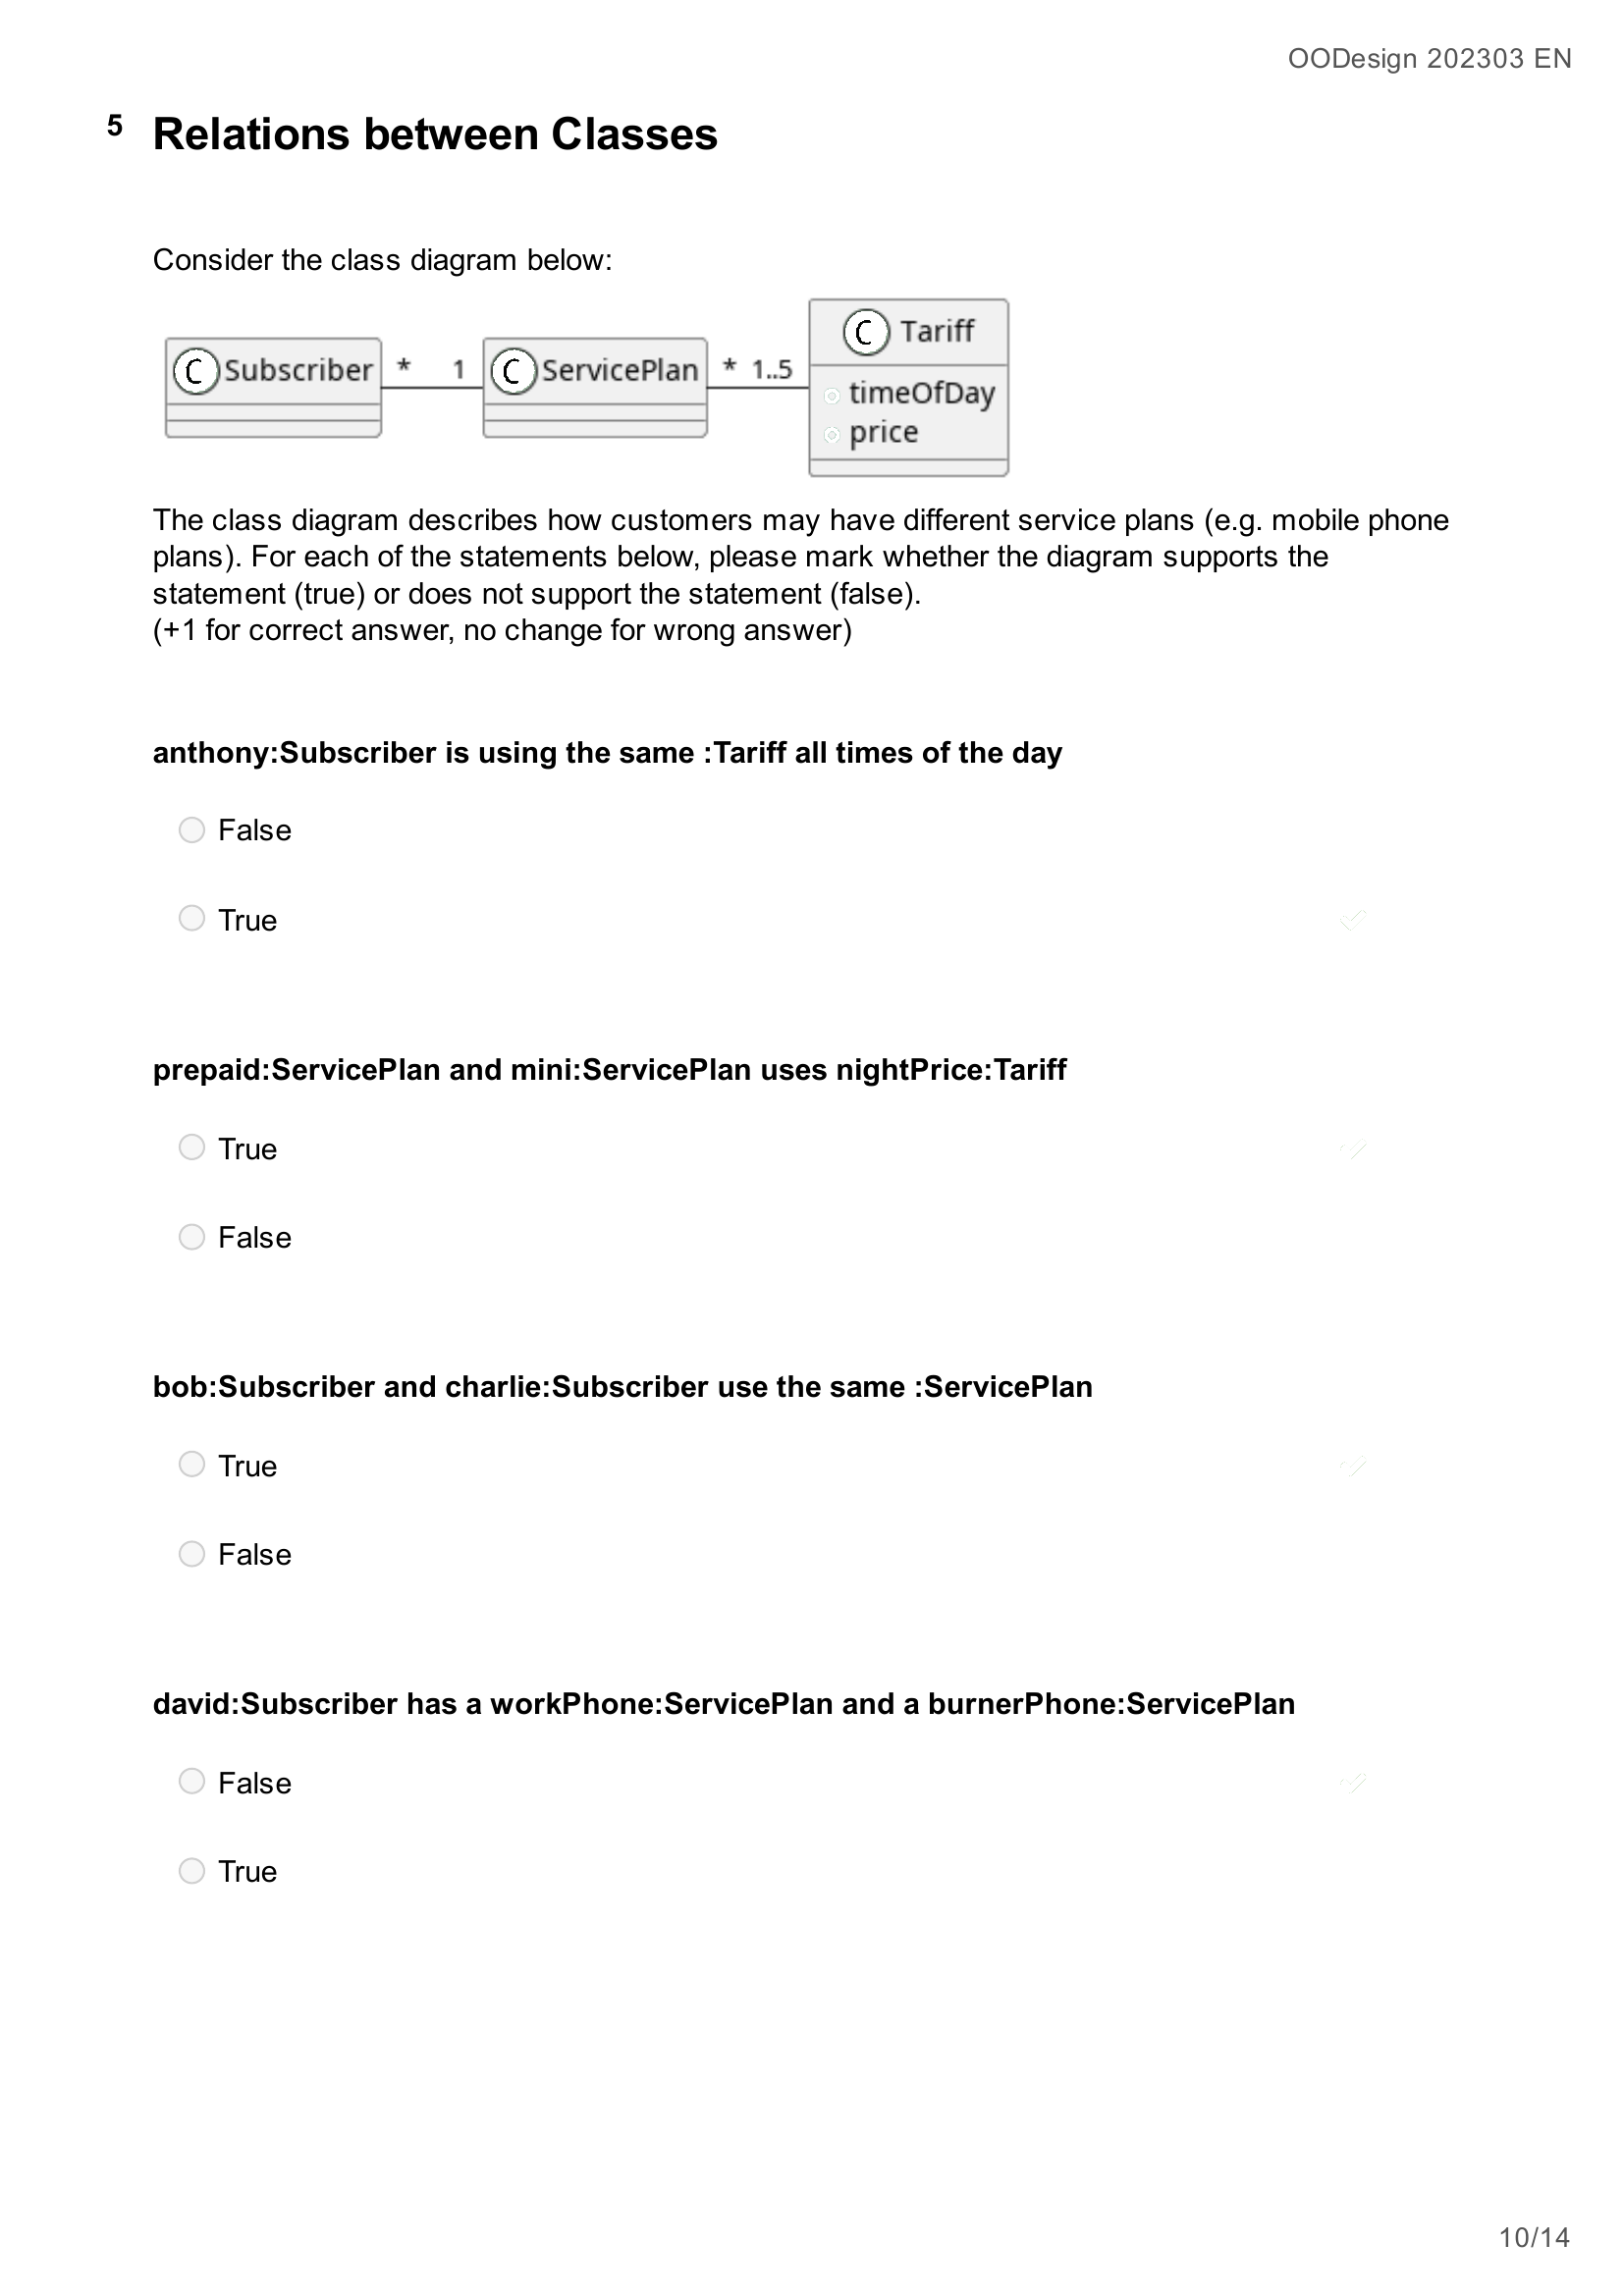 OODesign 202303 EN
5 Relations between Classes
Consider the class diagram below:
C Subscriber * 1 C ServicePlan * 1..5 C Tariff
timeOfDay
price
The class diagram describes how customers may have different service plans (e.g. mobile phone
plans). For each of the statements below, please mark whether the diagram supports the
statement (true) or does not support the statement (false).
(+1 for correct answer, no change for wrong answer)
anthony:Subscriber is using the same :Tariff all times of the day
False
True
prepaid:ServicePlan and mini:ServicePlan uses nightPrice:Tariff
True
False
bob:Subscriber and charlie:Subscriber use the same :ServicePlan
True
False
david:Subscriber has a workPhone:ServicePlan and a burnerPhone:ServicePlan
False
True
10/14